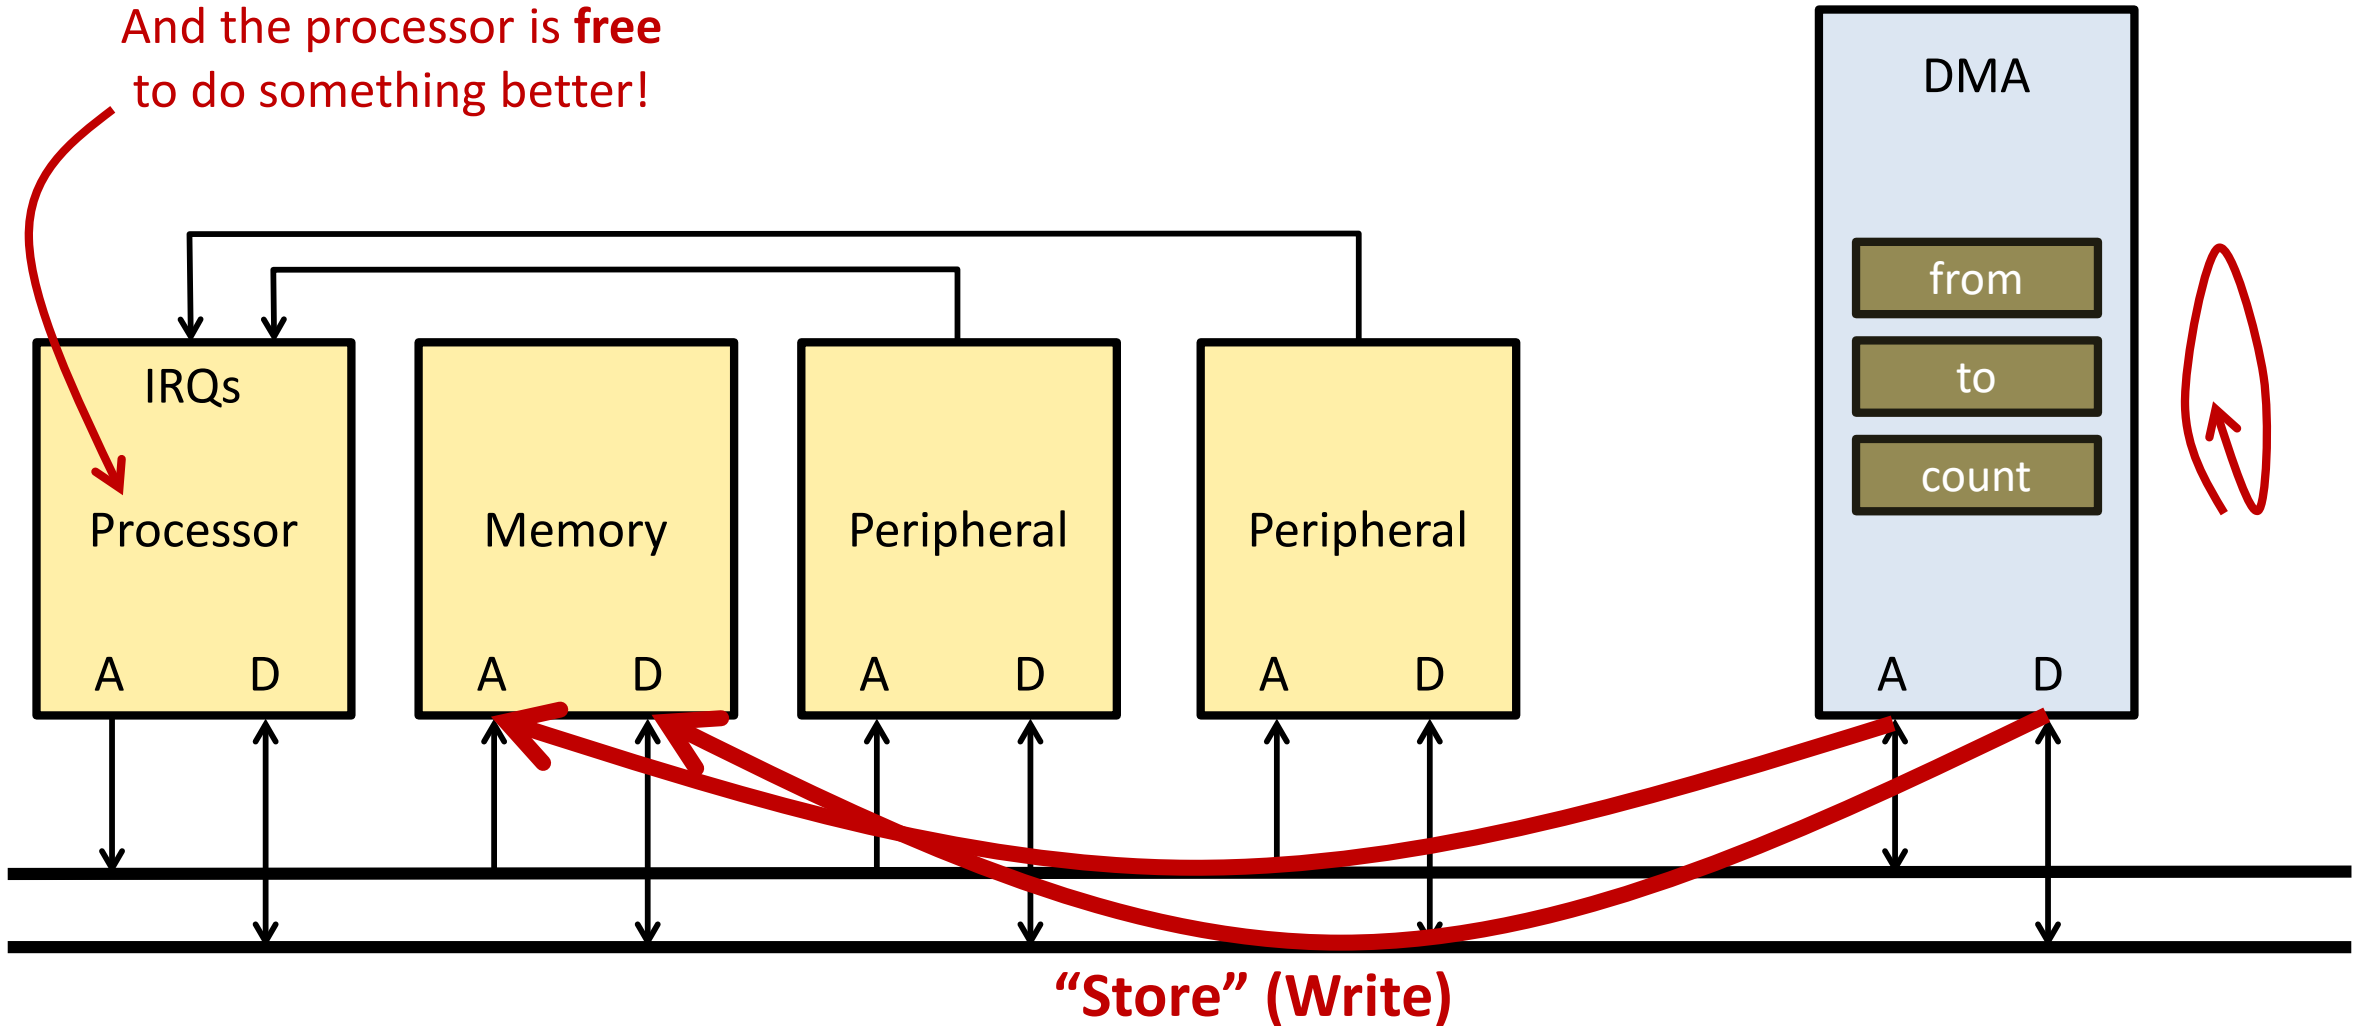 And the processor is free
to do something better!
DMA
from
to
count
IRQs
Processor
Memory
Peripheral
Peripheral
A D
A D
A D
A D
A D
“Store” (Write)